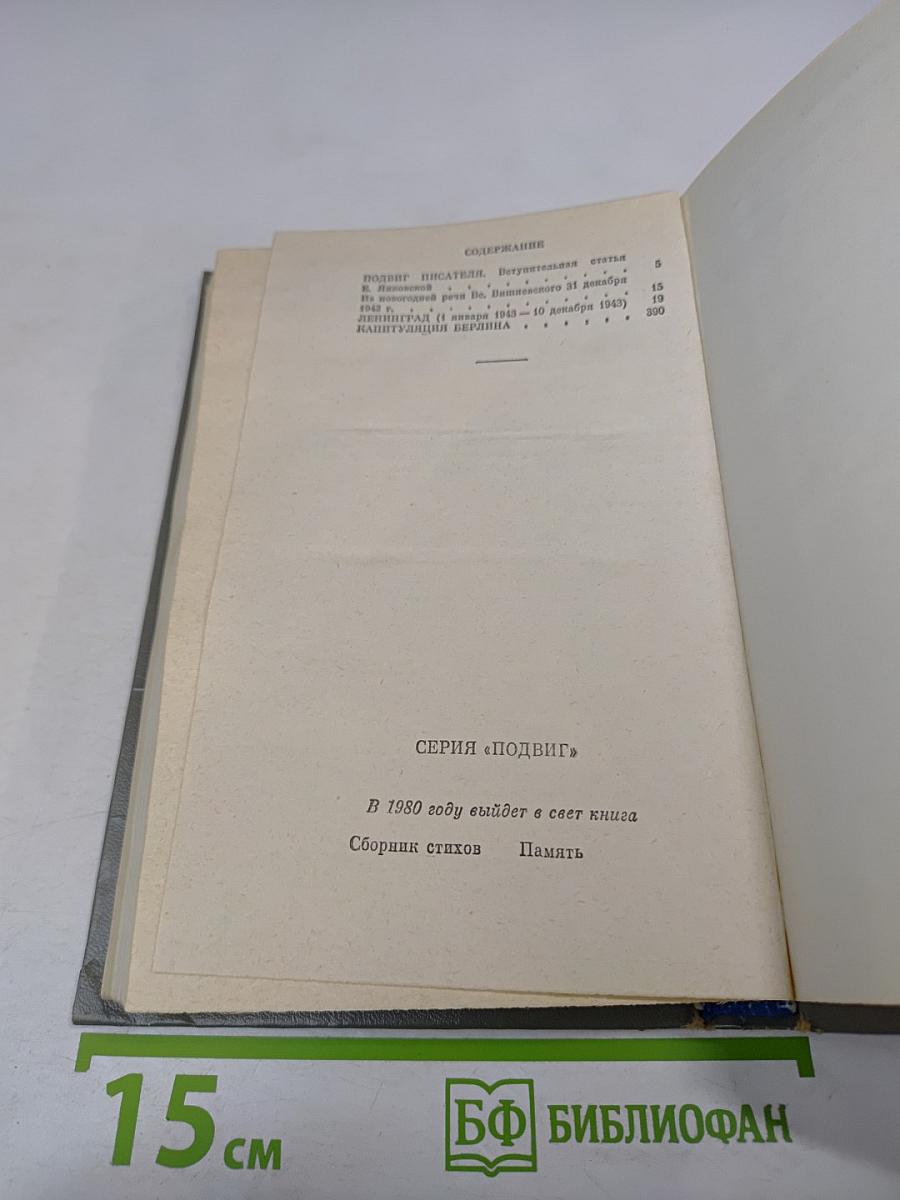 СОДЕРЖАНИЕ
ПОДВИГ ПИСАТЕЛЯ. Вступительная статья
Е. Янковской . . . . . . . . . 5
Из новогодней речи Вс. Вишневского 31 декабря
1942 г. . . . . . . . . . . 15
ЛЕНИНГРАД (1 января 1943 — 10 декабря 1943) 19
КАПИТУЛЯЦИЯ БЕРЛИНА . . . . . . 390
СЕРИЯ «ПОДВИГ»
В 1980 году выйдет в свет книга
Сборник стихов Память
15 см
БФ БИБЛИОФАН